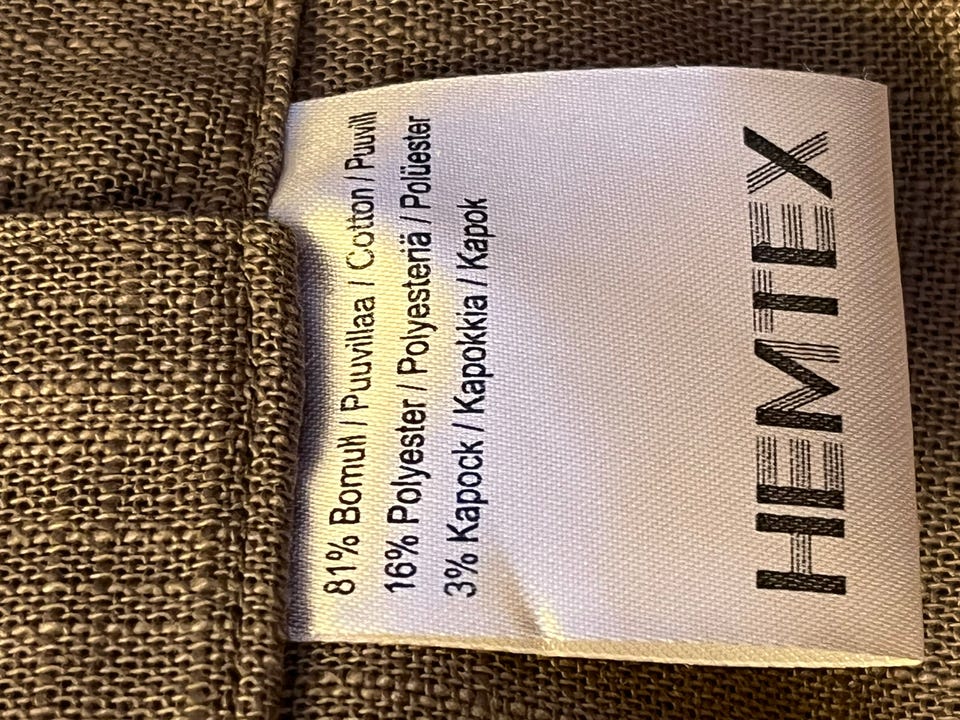 81% Bomull / Puuvillaa / Cotton / Puuvill
16% Polyester / Polyesteriä / Polüester
3% Kapock / Kapokkia / Kapok
HEMTEX